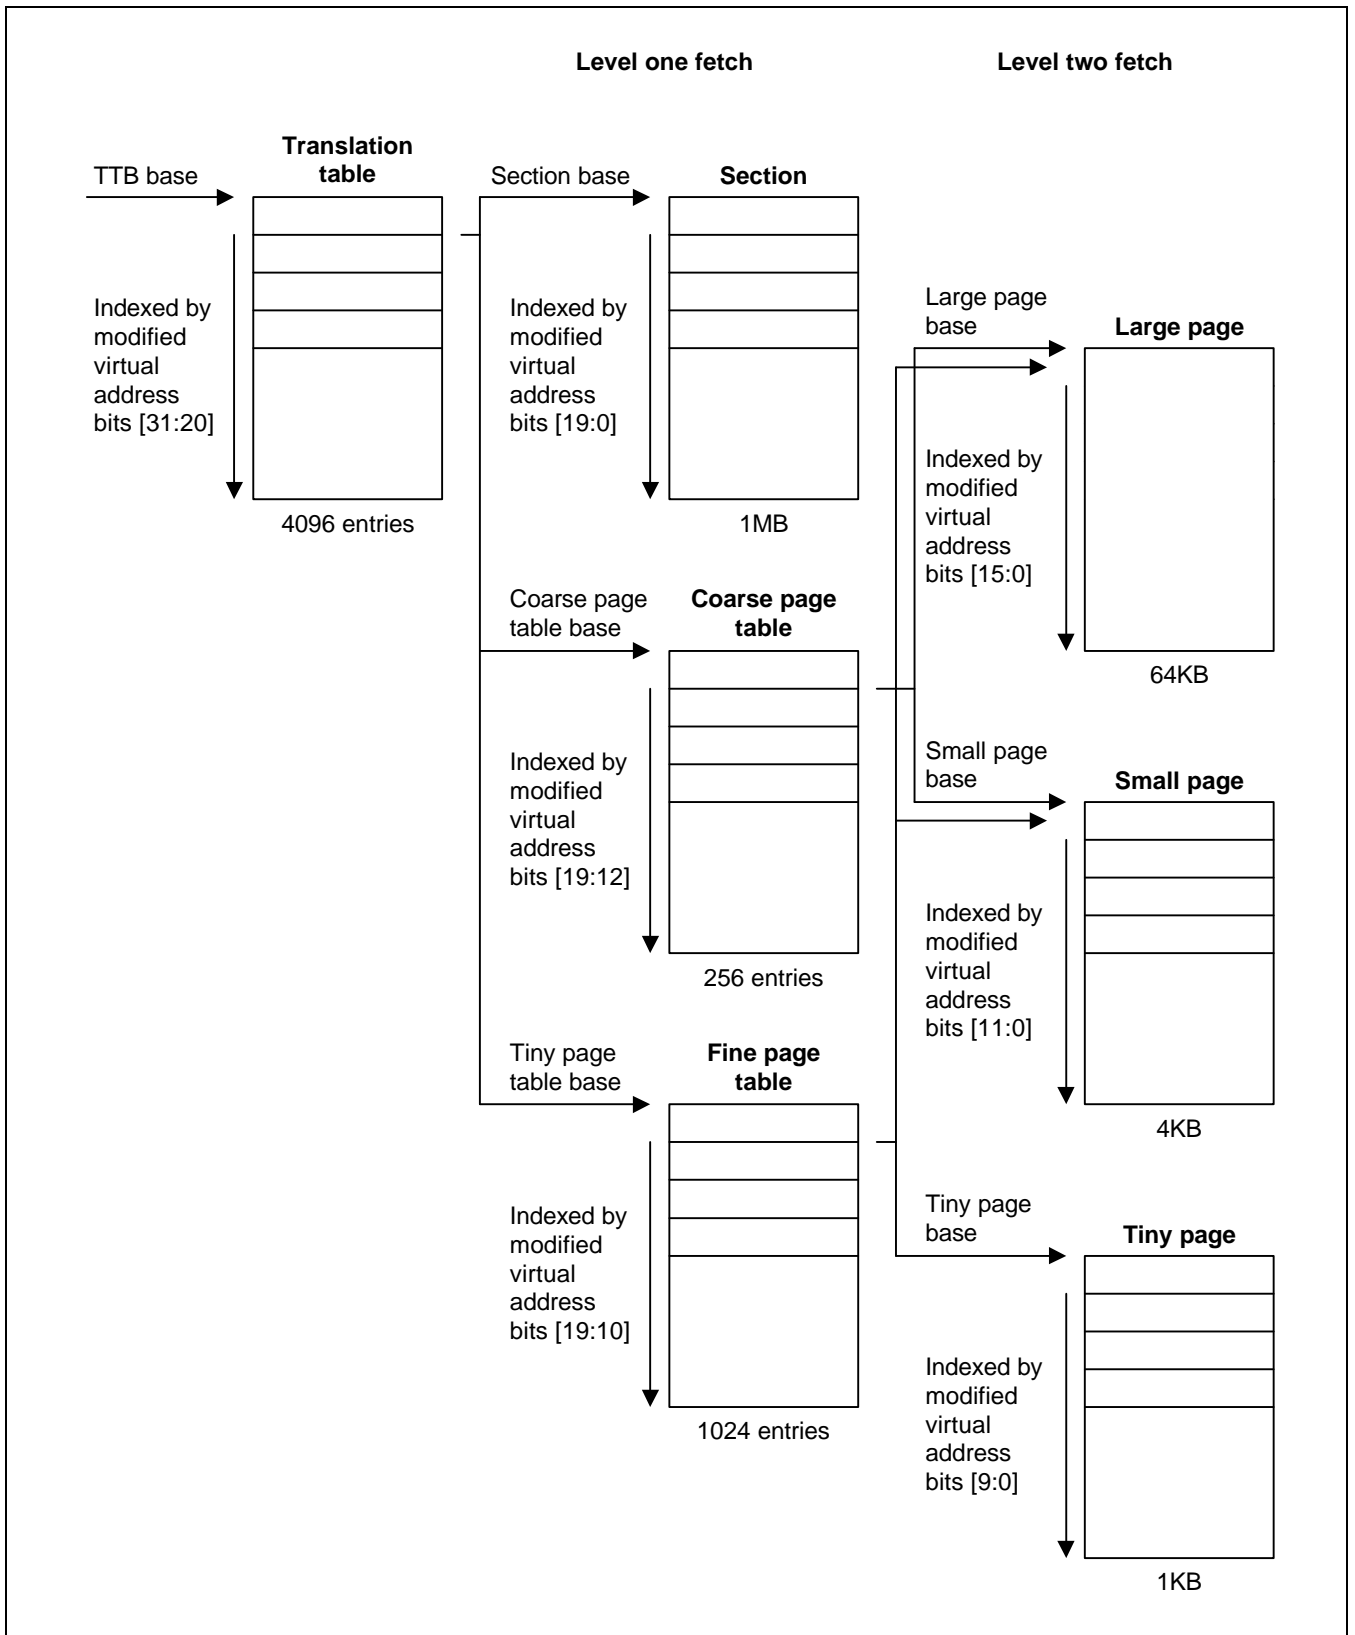 Level one fetch
Level two fetch
Translation
table
TTB base
Section base
Section
Indexed by
modified
virtual
address
bits [31:20]
4096 entries
Indexed by
modified
virtual
address
bits [19:0]
1MB
Large page
base
Large page
Indexed by
modified
virtual
address
bits [15:0]
64KB
Coarse page
table base
Coarse page
table
Indexed by
modified
virtual
address
bits [19:12]
256 entries
Small page
base
Small page
Indexed by
modified
virtual
address
bits [11:0]
4KB
Tiny page
table base
Fine page
table
Indexed by
modified
virtual
address
bits [19:10]
1024 entries
Tiny page
base
Tiny page
Indexed by
modified
virtual
address
bits [9:0]
1KB